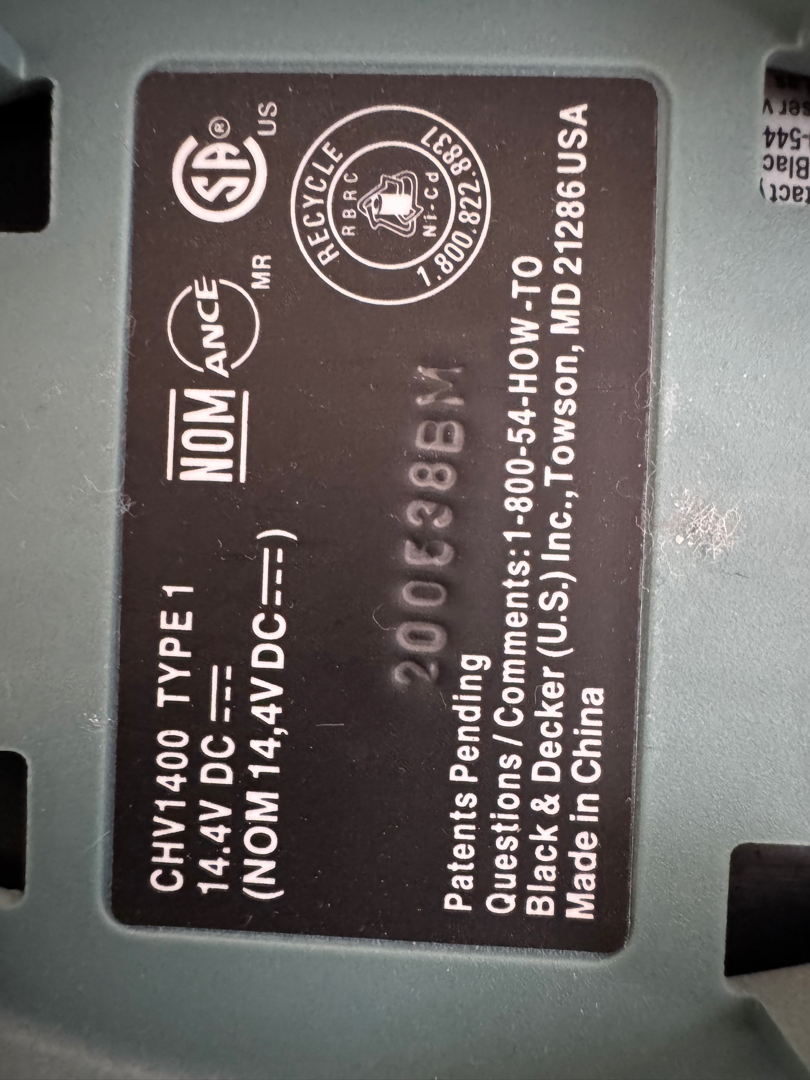 CHV1400 TYPE 1
14.4V DC
(NOM 14,4V DC )
NOM
ANCE
MR
SA®
US
RECYCLE
RBRC
Ni-Cd
1.800.822.8837
Patents Pending
Questions / Comments:1-800-54-HOW-TO
Black & Decker (U.S.) Inc.,Towson, MD 21286 USA
Made in China